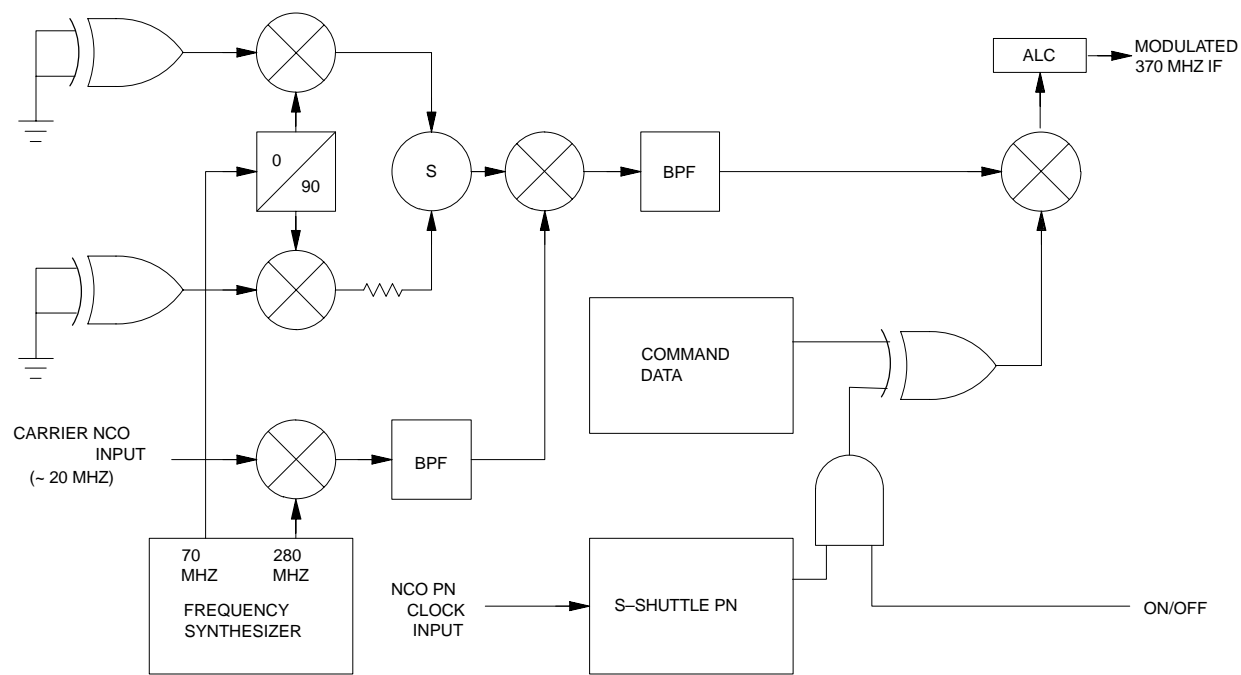 ALC
MODULATED
370 MHZ IF
0
90
S
BPF
COMMAND
DATA
CARRIER NCO
INPUT
(~ 20 MHZ)
BPF
70
MHZ
280
MHZ
FREQUENCY
SYNTHESIZER
NCO PN
CLOCK
INPUT
S–SHUTTLE PN
ON/OFF